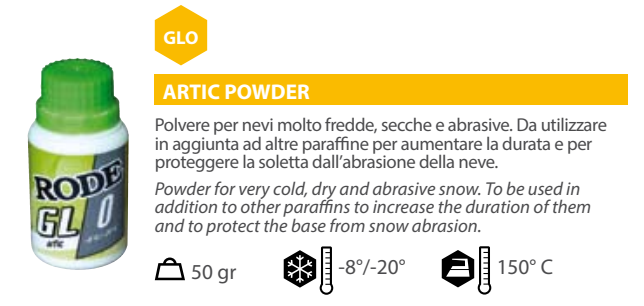 GLO
ARTIC POWDER
Polvere per nevi molto fredde, secche e abrasive. Da utilizzare
in aggiunta ad altre paraffine per aumentare la durata e per
proteggere la soletta dall'abrasione della neve.
Powder for very cold, dry and abrasive snow. To be used in
addition to other paraffins to increase the duration of them
and to protect the base from snow abrasion.
RODE
GL 0
artic
50 gr
-8°/-20°
150° C